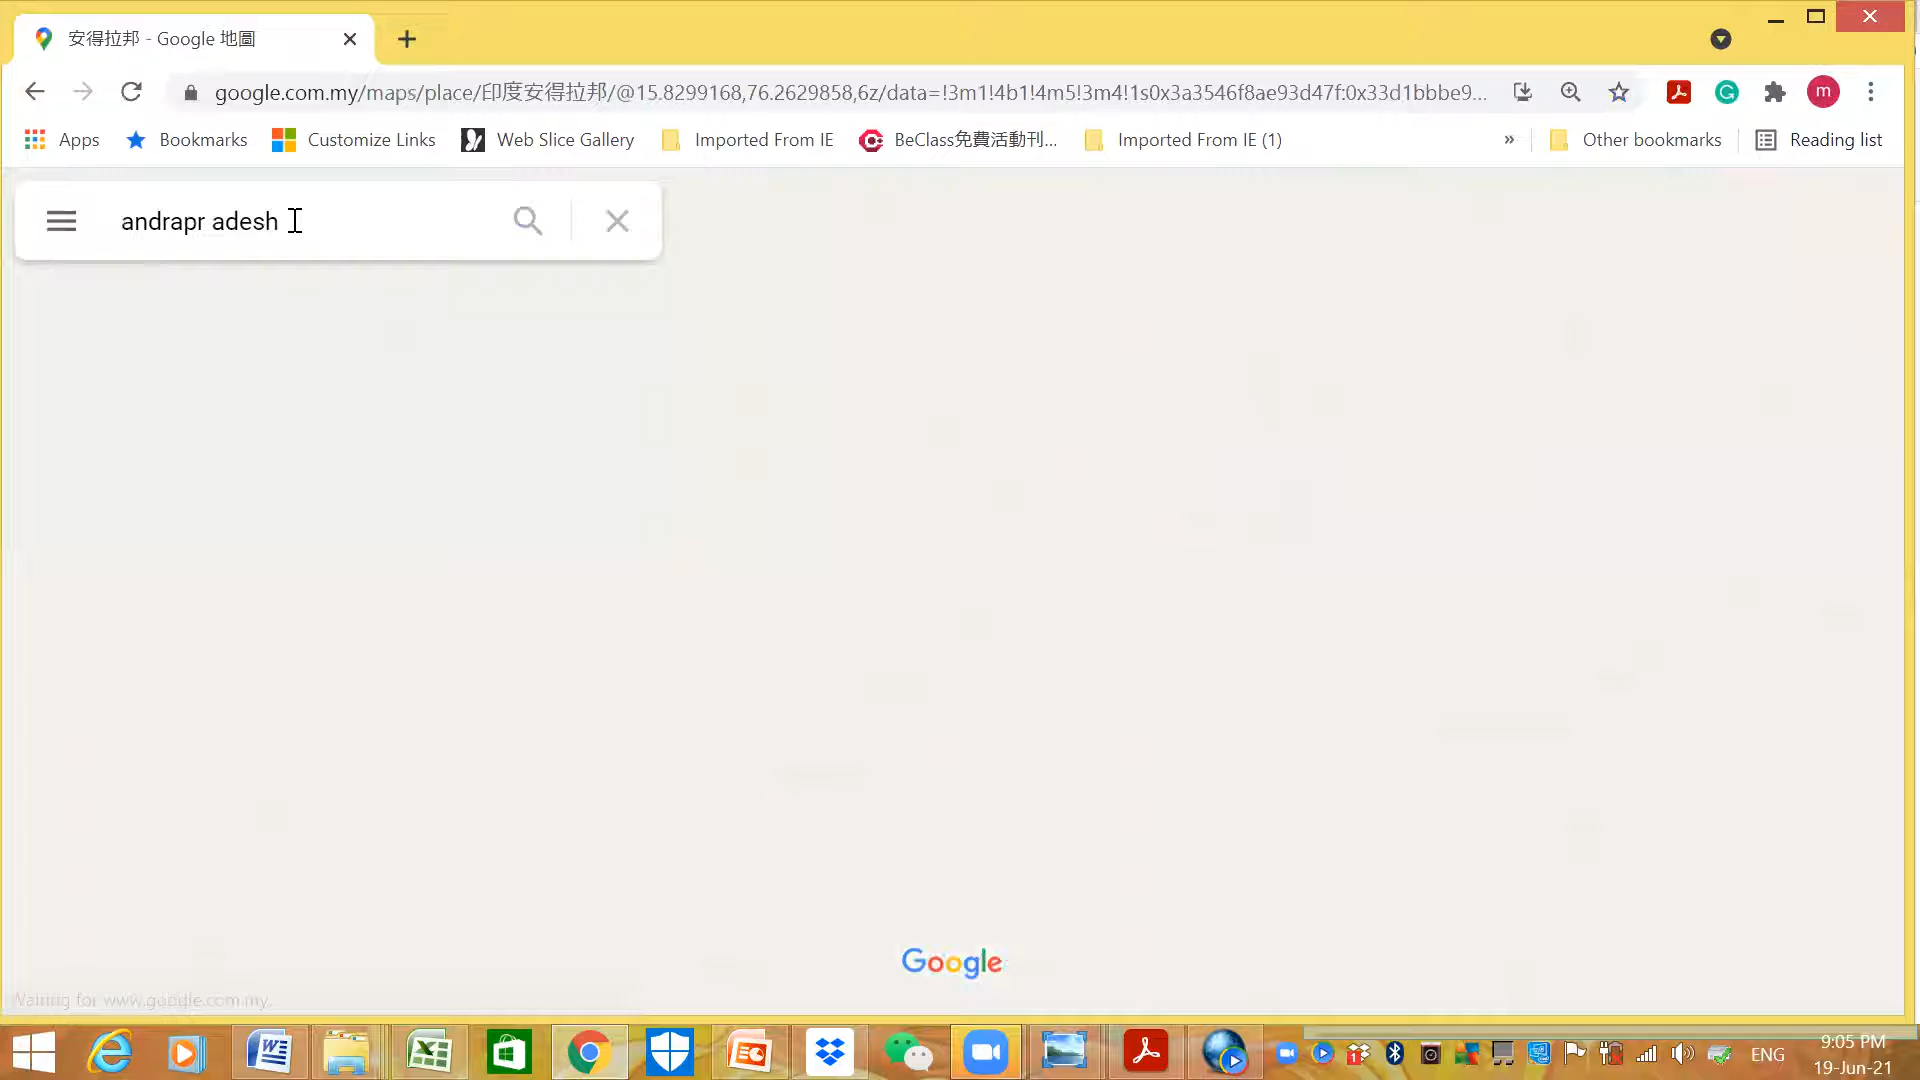 安得拉邦 - Google 地圖
google.com.my/maps/place/印度安得拉邦/@15.8299168,76.2629858,6z/data=!3m1!4b1!4m5!3m4!1s0x3a3546f8ae93d47f:0x33d1bbbe9...
m
Apps Bookmarks Customize Links Web Slice Gallery Imported From IE BeClass免費活動刊... Imported From IE (1) » Other bookmarks Reading list
andrapr adesh
Google
Waiting for www.google.com.my...
ENG
9:05 PM
19-Jun-21